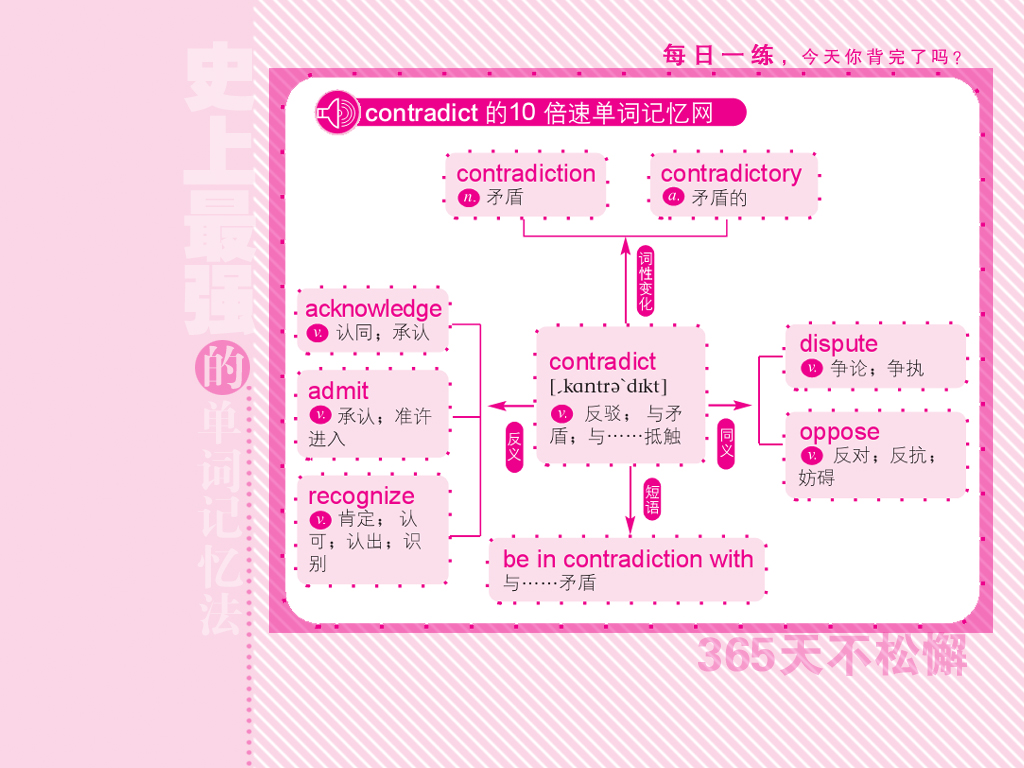 每日一练，今天你背完了吗？
史上最强的单词记忆法
contradict 的10 倍速单词记忆网
contradiction
n. 矛盾
contradictory
a. 矛盾的
词性变化
acknowledge
v. 认同；承认
admit
v. 承认；准许
进入
recognize
v. 肯定； 认
可；认出；识
别
反义
contradict
[ˌkɑntrə`dɪkt]
v. 反驳； 与矛
盾；与……抵触
同义
dispute
v. 争论；争执
oppose
v. 反对；反抗；
妨碍
短语
be in contradiction with
与……矛盾
365天不松懈